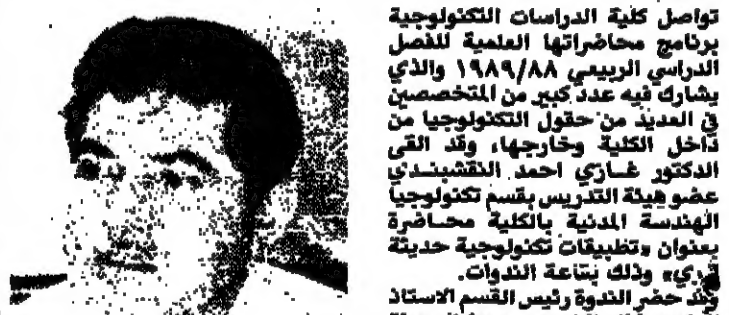 تواصل كلية الدراسات التكنولوجية
برنامج محاضراتها العلمية للفصل
الدراسي الربيعي ١٩٨٩/٨٨ والذي
يشارك فيه عدد كبير من المتخصصين
في العديد من حقول التكنولوجيا من
داخل الكلية وخارجها، وقد القى
الدكتور غازي احمد النقشبندي
عضو هيئة التدريس بقسم تكنولوجيا
الهندسة المدنية بالكلية محاضرة
بعنوان «تطبيقات تكنولوجية حديثة
وذلك بقاعة الندوات.
وقد حضر الندوة رئيس القسم الاستاذ